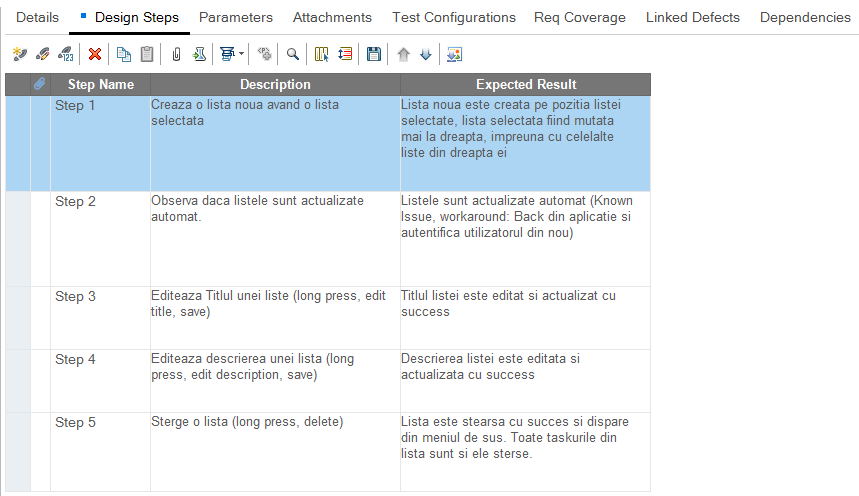 Details Design Steps Parameters Attachments Test Configurations Req Coverage Linked Defects Dependencies
Step Name Description Expected Result
Step 1
Creaza o lista noua avand o lista
selectata
Lista noua este creata pe pozitia listei
selectate, lista selectata fiind mutata
mai la dreapta, impreuna cu celelalte
liste din dreapta ei
Step 2
Observa daca listele sunt actualizate
automat.
Listele sunt actualizate automat (Known
Issue, workaround: Back din aplicatie si
autentifica utilizatorul din nou)
Step 3
Editeaza Titlul unei liste (long press, edit
title, save)
Titlul listei este editat si actualizat cu
success
Step 4
Editeaza descrierea unei lista (long
press, edit description, save)
Descrierea listei este editata si
actualizata cu success
Step 5
Sterge o lista (long press, delete)
Lista este stearsa cu succes si dispare
din meniul de sus. Toate taskurile din
lista sunt si ele sterse.